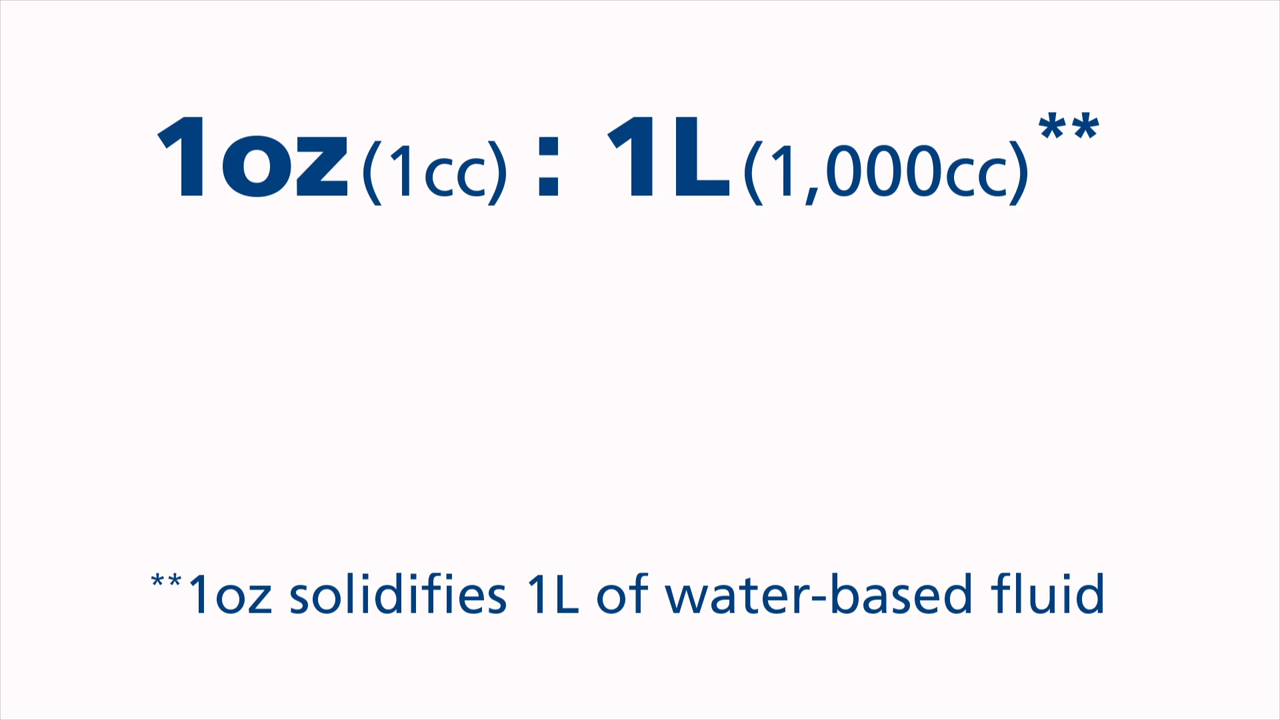 1oz (1cc) : 1L (1,000cc)**
**1oz solidifies 1L of water-based fluid